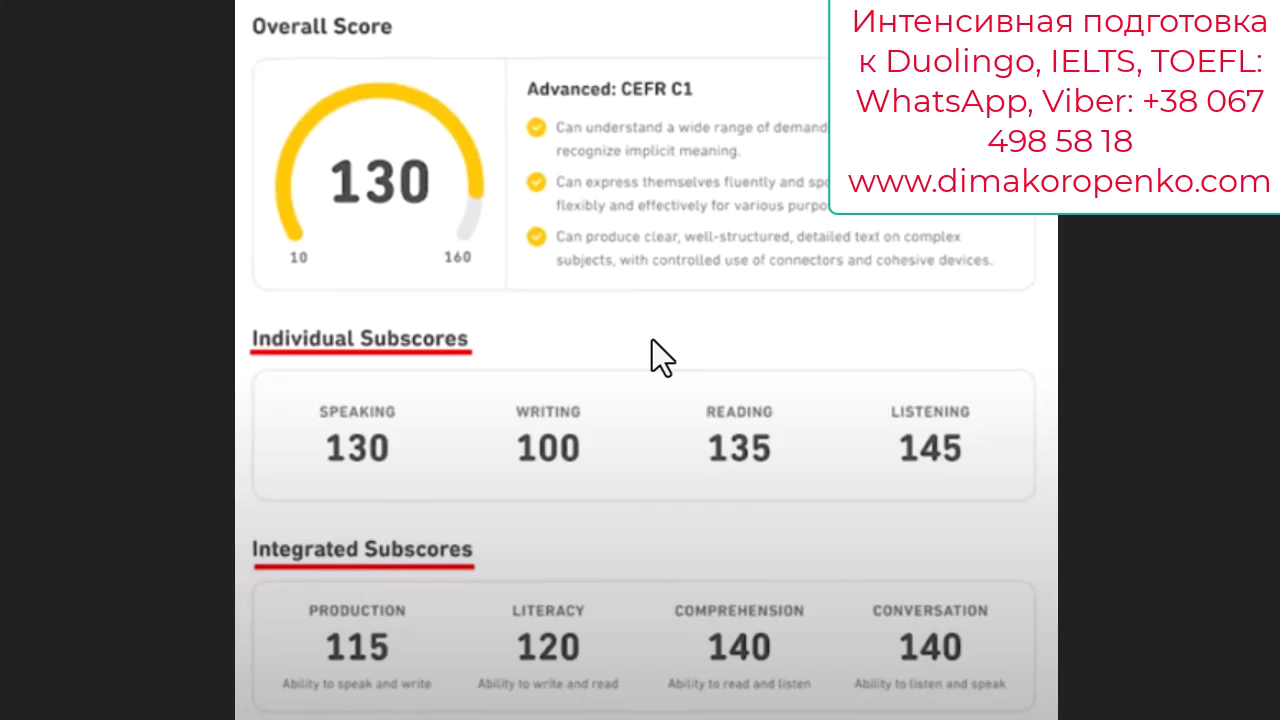 Overall Score
Интенсивная подготовка
к Duolingo, IELTS, TOEFL:
WhatsApp, Viber: +38 067
498 58 18
www.dimakoropenko.com
130
10
160
Advanced: CEFR C1
Can understand a wide range of demand
recognize implicit meaning.
Can express themselves fluently and
flexibly and effectively for various
Can produce clear, well-structured, detailed text on complex
subjects, with controlled use of connectors and cohesive devices.
Individual Subscores
SPEAKING WRITING READING LISTENING
130 100 135 145
Integrated Subscores
PRODUCTION LITERACY COMPREHENSION CONVERSATION
115 120 140 140
Ability to speak and write Ability to write and read Ability to read and listen Ability to listen and speak